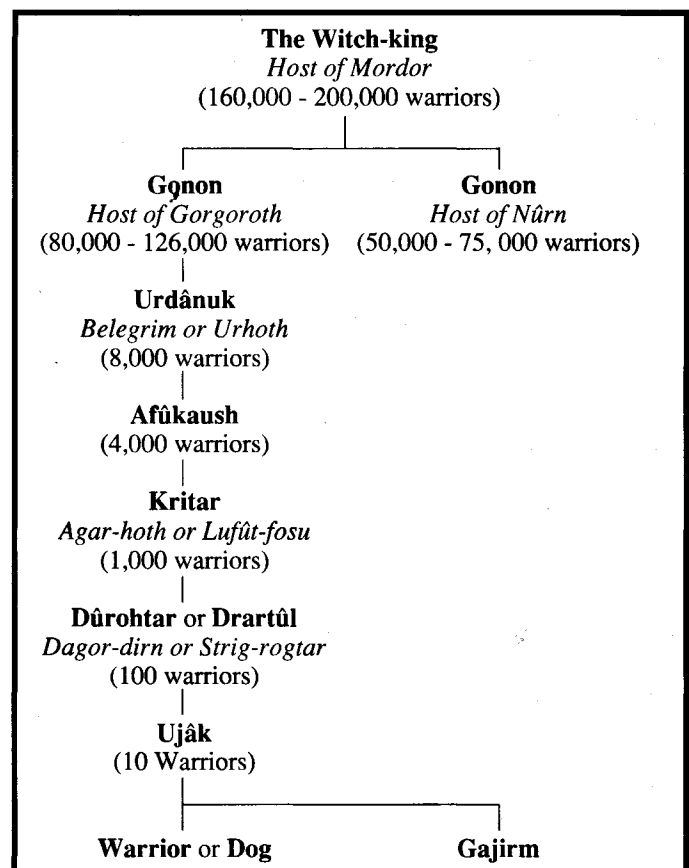 The Witch-king
Host of Mordor
(160,000 - 200,000 warriors)
Gonon Gonon
Host of Gorgoroth Host of Nûrn
(80,000 - 126,000 warriors) (50,000 - 75, 000 warriors)
Urdânuk
Belegrim or Urhoth
(8,000 warriors)
Afûkaush
(4,000 warriors)
Kritar
Agar-hoth or Lufût-fosu
(1,000 warriors)
Dûrohtar or Drartûl
Dagor-dirn or Strig-rogtar
(100 warriors)
Ujâk
(10 Warriors)
Warrior or Dog Gajirm